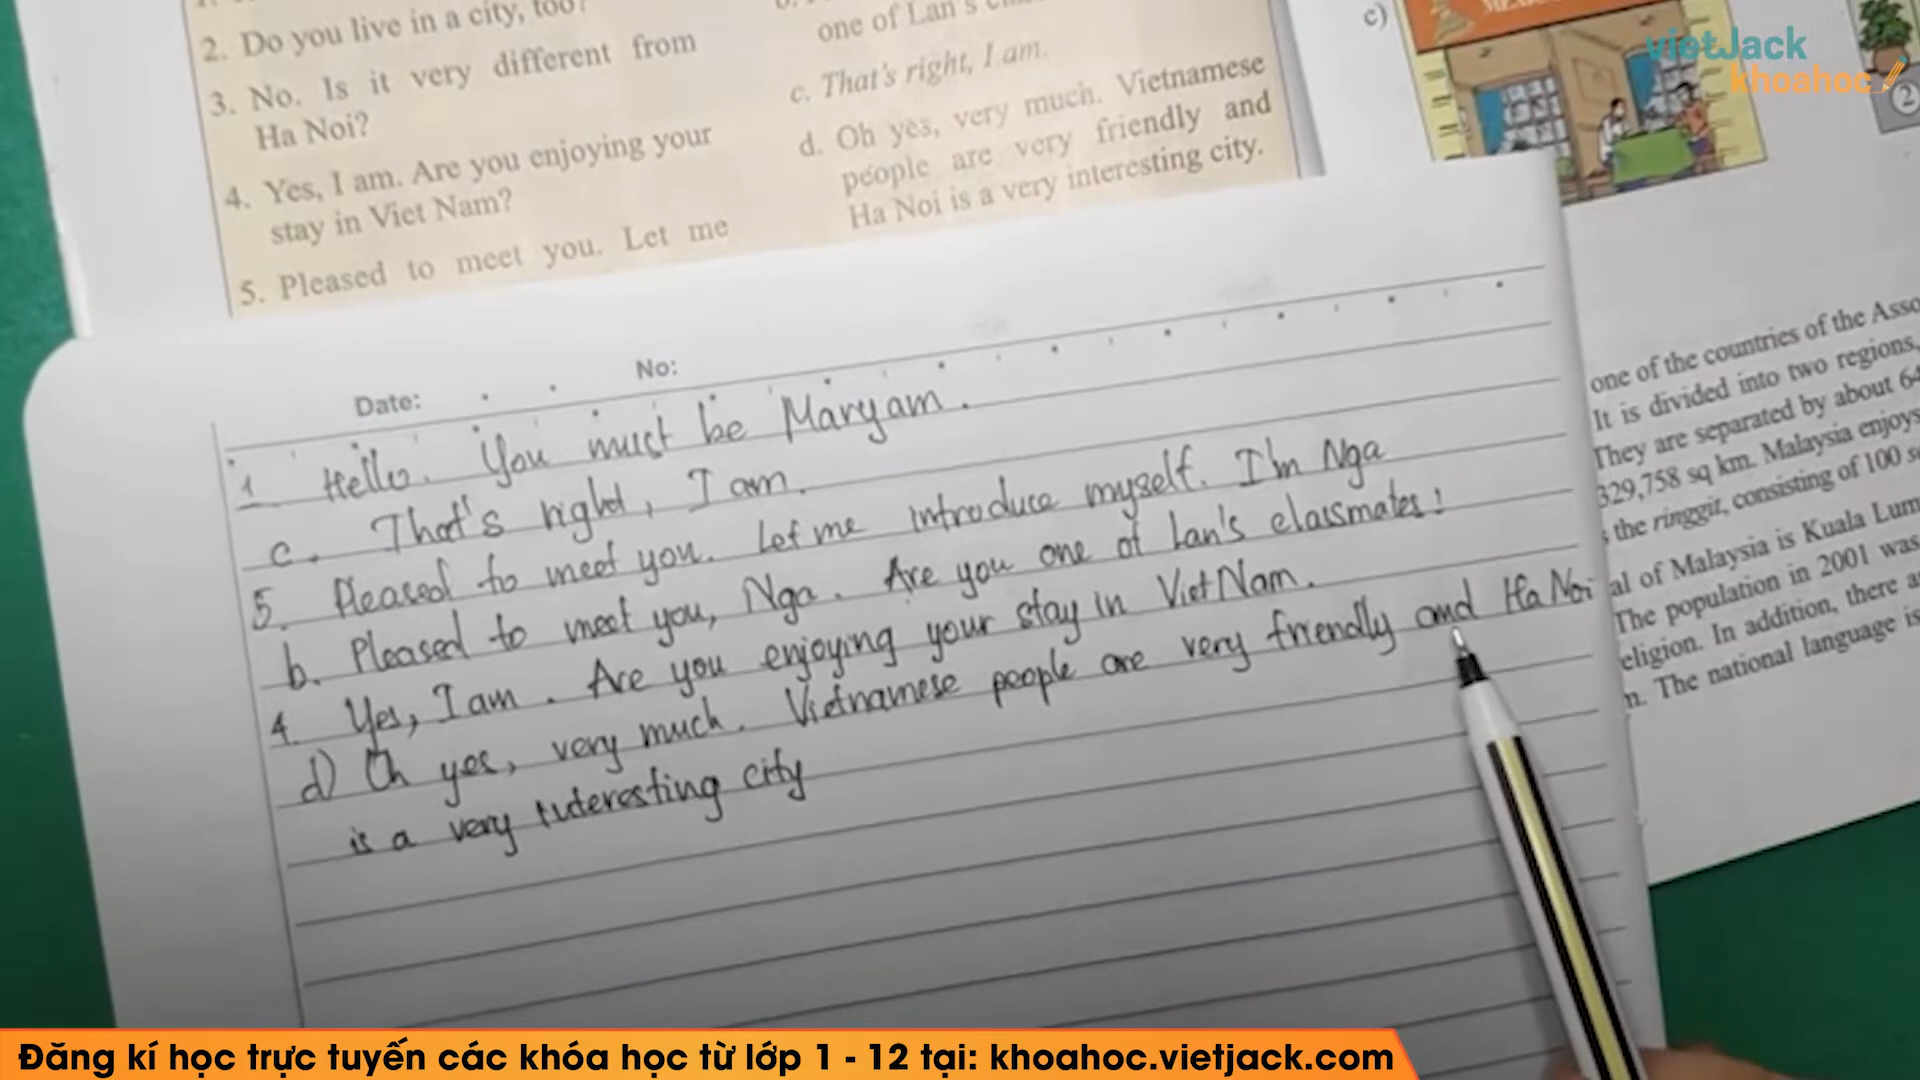 2. Do you live in a city, too?
3. No. Is it very different from
Ha Noi?
4. Yes, I am. Are you enjoying your
stay in Viet Nam?
5. Pleased to meet you. Let me
one of Lan's
c. That's right, I am.
d. Oh yes, very much. Vietnamese
people are very friendly and
Ha Noi is a very interesting city.
c)
vietJack
khoahoc
2
Date:
No:
1 Hello. You must be Maryam.
c. That's right, I am.
5. Pleased to meet you. Let me introduce myself. I'm Nga
b. Pleased to meet you, Nga. Are you one of Lan's classmates!
4. Yes, I am. Are you enjoying your stay in Viet Nam.
d) Oh yes, very much. Vietnamese people are very friendly and Ha Noi
is a very interesting city
one of the countries of the
It is divided into two regions,
They are separated by about
329,758 sq km. Malaysia enjoys
the ringgit, consisting of 100
al of Malaysia is Kuala
The population in 2001 was
eligion. In addition, there
n. The national language is
Đăng kí học trực tuyến các khóa học từ lớp 1 - 12 tại: khoahoc.vietjack.com